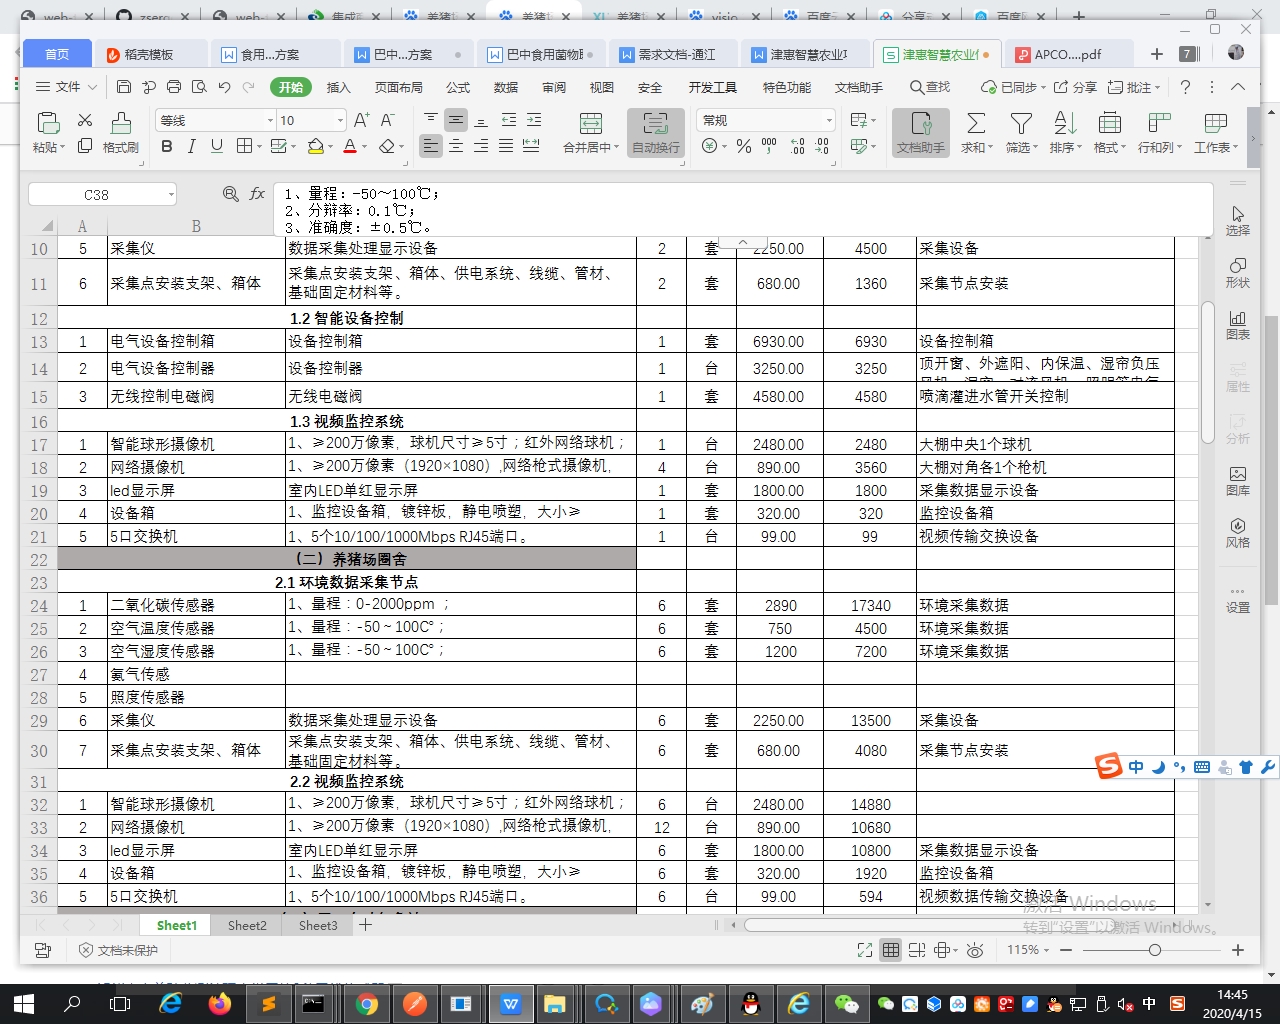 首页
稻壳模板
食用...方案
巴中...方案
巴中食用菌物联
需求文档-通江
津惠智慧农业项
津惠智慧农业
APCO....pdf
7
文件
开始
插入
页面布局
公式
数据
审阅
视图
安全
开发工具
特色功能
文档助手
查找
已同步
分享
批注
粘贴
格式刷
等线
10
合并居中
自动换行
常规
文档助手
求和
筛选
排序
格式
行和列
工作表
C38
1、量程：-50～100℃；
2、分辩率：0.1℃；
3、准确度：±0.5℃。
A B
10 5 采集仪 数据采集处理显示设备 2 套 2250.00 4500 采集设备
11 6 采集点安装支架、箱体 采集点安装支架、箱体、供电系统、线缆、管材、 2 套 680.00 1360 采集节点安装
基础固定材料等。
12 1.2 智能设备控制
13 1 电气设备控制箱 设备控制箱 1 套 6930.00 6930 设备控制箱
14 2 电气设备控制器 设备控制器 1 台 3250.00 3250 顶开窗、外遮阳、内保温、湿帘负压
15 3 无线控制电磁阀 无线电磁阀 1 套 4580.00 4580 喷滴灌进水管开关控制
16 1.3 视频监控系统
17 1 智能球形摄像机 1、≥200万像素，球机尺寸≥5寸；红外网络球机； 1 台 2480.00 2480 大棚中央1个球机
18 2 网络摄像机 1、≥200万像素（1920×1080）,网络枪式摄像机， 4 台 890.00 3560 大棚对角各1个枪机
19 3 led显示屏 室内LED单红显示屏 1 套 1800.00 1800 采集数据显示设备
20 4 设备箱 1、监控设备箱，镀锌板，静电喷塑，大小≥ 1 套 320.00 320 监控设备箱
21 5 5口交换机 1、5个10/100/1000Mbps RJ45端口。 1 台 99.00 99 视频传输交换设备
22 （二）养猪场圈舍
23 2.1 环境数据采集节点
24 1 二氧化碳传感器 1、量程：0-2000ppm ； 6 套 2890 17340 环境采集数据
25 2 空气温度传感器 1、量程：-50～100C°； 6 套 750 4500 环境采集数据
26 3 空气湿度传感器 1、量程：-50～100C°； 6 套 1200 7200 环境采集数据
27 4 氨气传感
28 5 照度传感器
29 6 采集仪 数据采集处理显示设备 6 套 2250.00 13500 采集设备
30 7 采集点安装支架、箱体 采集点安装支架、箱体、供电系统、线缆、管材、 6 套 680.00 4080 采集节点安装
基础固定材料等。
31 2.2 视频监控系统
32 1 智能球形摄像机 1、≥200万像素，球机尺寸≥5寸；红外网络球机； 6 台 2480.00 14880
33 2 网络摄像机 1、≥200万像素（1920×1080）,网络枪式摄像机， 12 台 890.00 10680
34 3 led显示屏 室内LED单红显示屏 6 套 1800.00 10800 采集数据显示设备
35 4 设备箱 1、监控设备箱，镀锌板，静电喷塑，大小≥ 6 套 320.00 1920 监控设备箱
36 5 5口交换机 1、5个10/100/1000Mbps RJ45端口。 6 台 99.00 594 视频数据传输交换设备
选择
形状
图表
属性
分析
图库
风格
设置
中
激活 Windows
转到"设置"以激活 Windows。
Sheet1 Sheet2 Sheet3
文档未保护
115%
中
14:45
2020/4/15